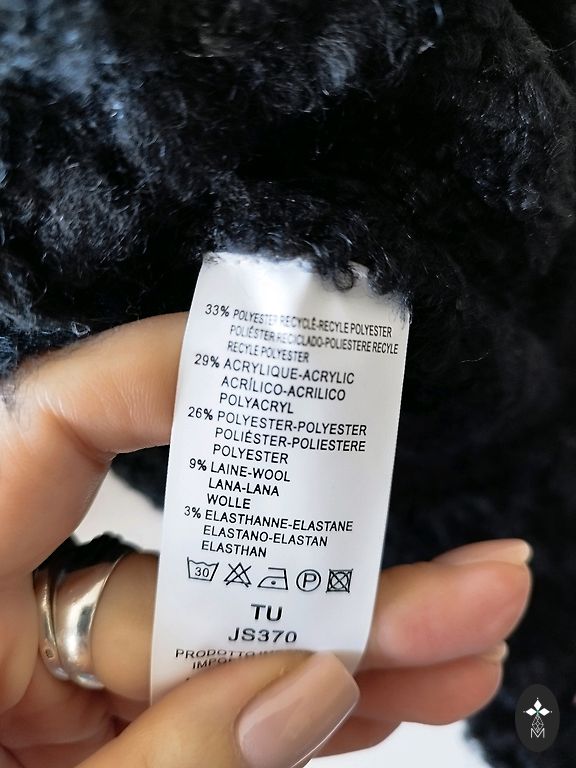 33% POLYESTER RECYCLÉ-RECYLE POLYESTER
POLIÉSTER RECICLADO-POLIESTERE RECYLE
RECYLE POLYESTER
29% ACRYLIQUE-ACRYLIC
ACRÍLICO-ACRILICO
POLYACRYL
26% POLYESTER-POLYESTER
POLIÉSTER-POLIESTERE
POLYESTER
9% LAINE-WOOL
LANA-LANA
WOLLE
3% ELASTHANNE-ELASTANE
ELASTANO-ELASTAN
ELASTHAN
30 P
TU
JS370
PRODOTTO
M